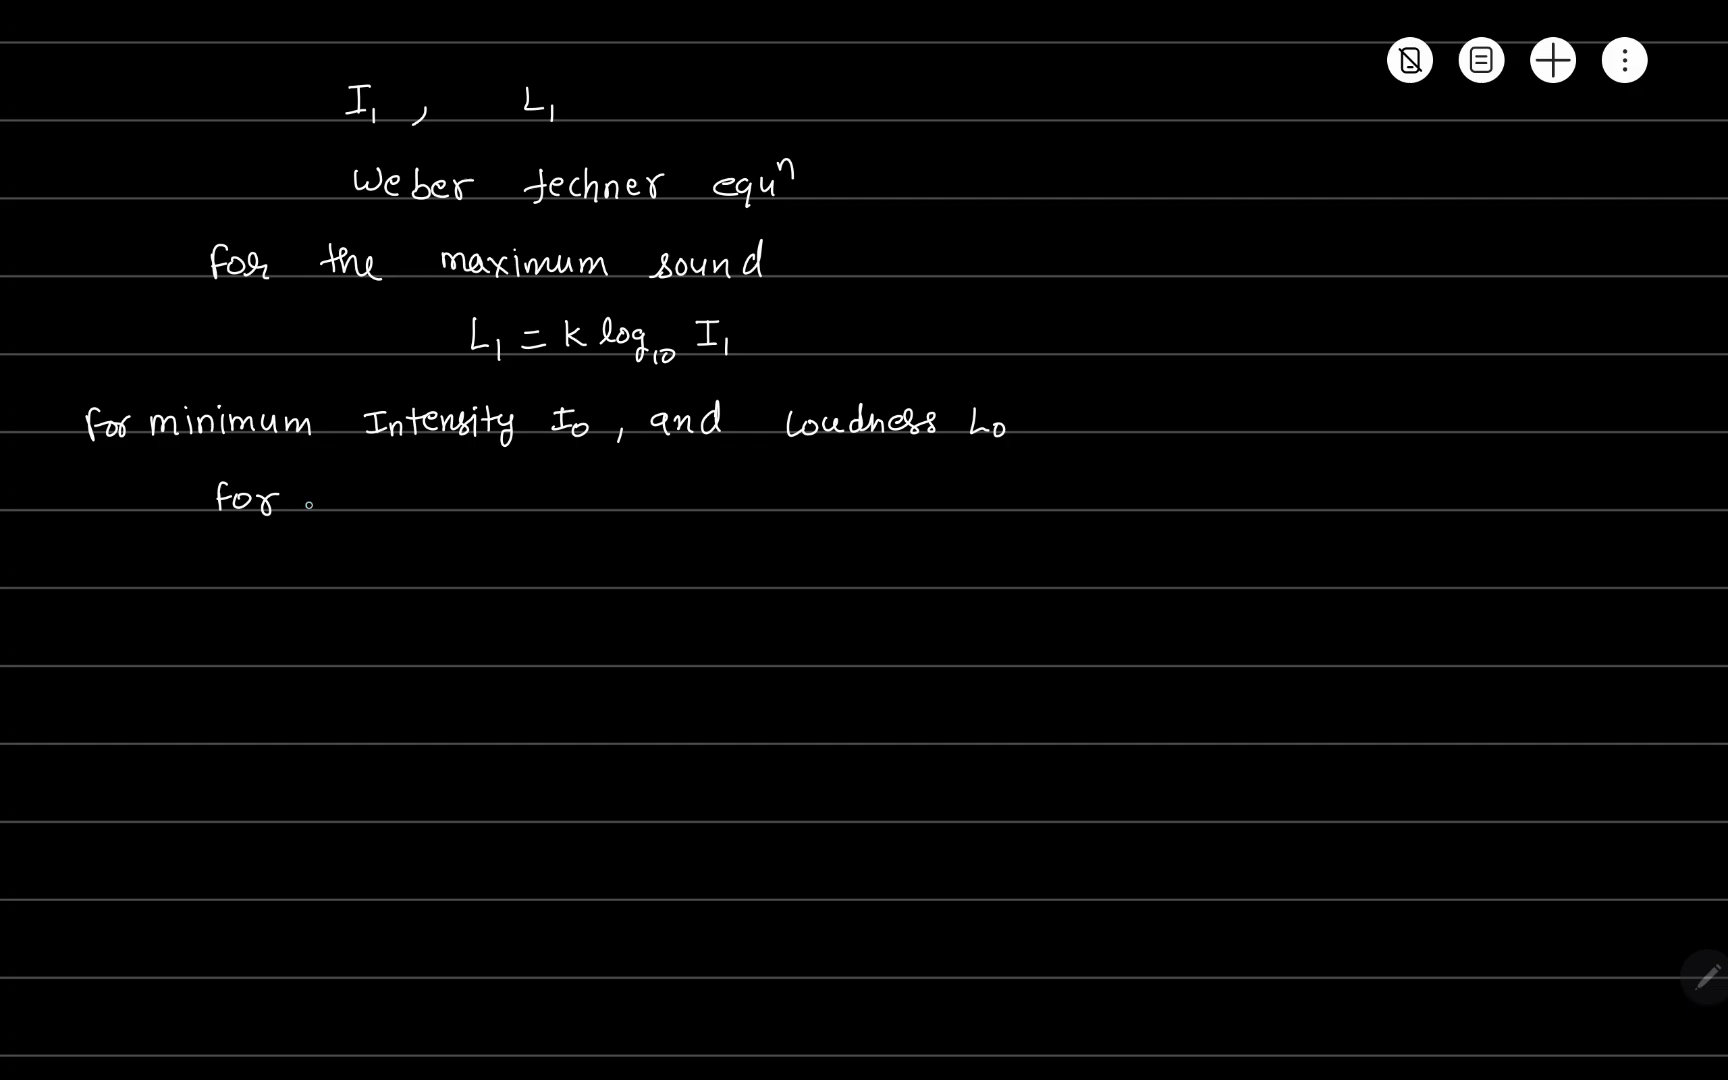 I₁ , L₁
Weber fechner equⁿ
for the maximum sound
L₁ = K log₁₀ I₁
for minimum Intensity I₀ , and Loudness L₀
for